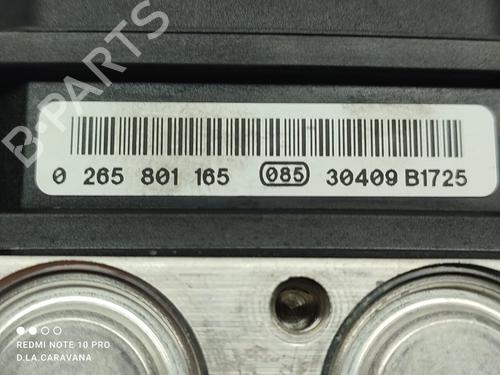 B-PARTS
0 265 801 165 085 30409 B1725
REDMI NOTE 10 PRO
D.LA.CARAVANA